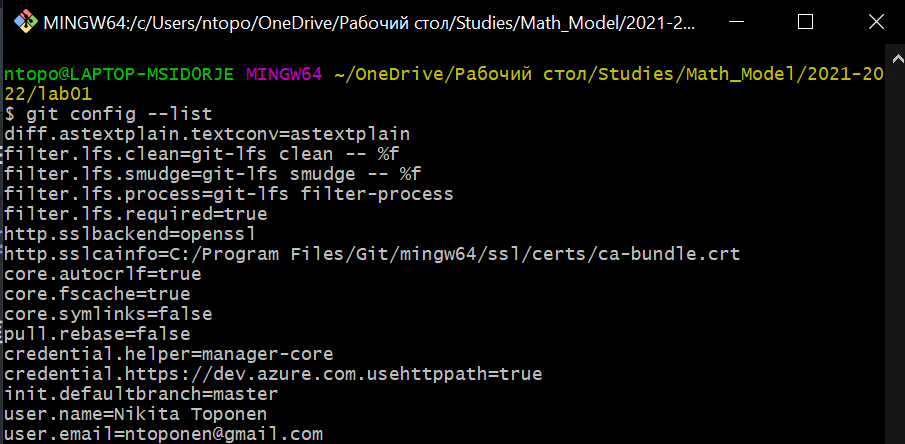 MINGW64:/c/Users/ntopo/OneDrive/Рабочий стол/Studies/Math_Model/2021-2...
ntopo@LAPTOP-MSIDORJE MINGW64 ~/OneDrive/Рабочий стол/Studies/Math_Model/2021-20
22/lab01
$ git config --list
diff.astextplain.textconv=astextplain
filter.lfs.clean=git-lfs clean -- %f
filter.lfs.smudge=git-lfs smudge -- %f
filter.lfs.process=git-lfs filter-process
filter.lfs.required=true
http.sslbackend=openssl
http.sslcainfo=C:/Program Files/Git/mingw64/ssl/certs/ca-bundle.crt
core.autocrlf=true
core.fscache=true
core.symlinks=false
pull.rebase=false
credential.helper=manager-core
credential.https://dev.azure.com.usehttppath=true
init.defaultbranch=master
user.name=Nikita Toponen
user.email=ntoponen@gmail.com